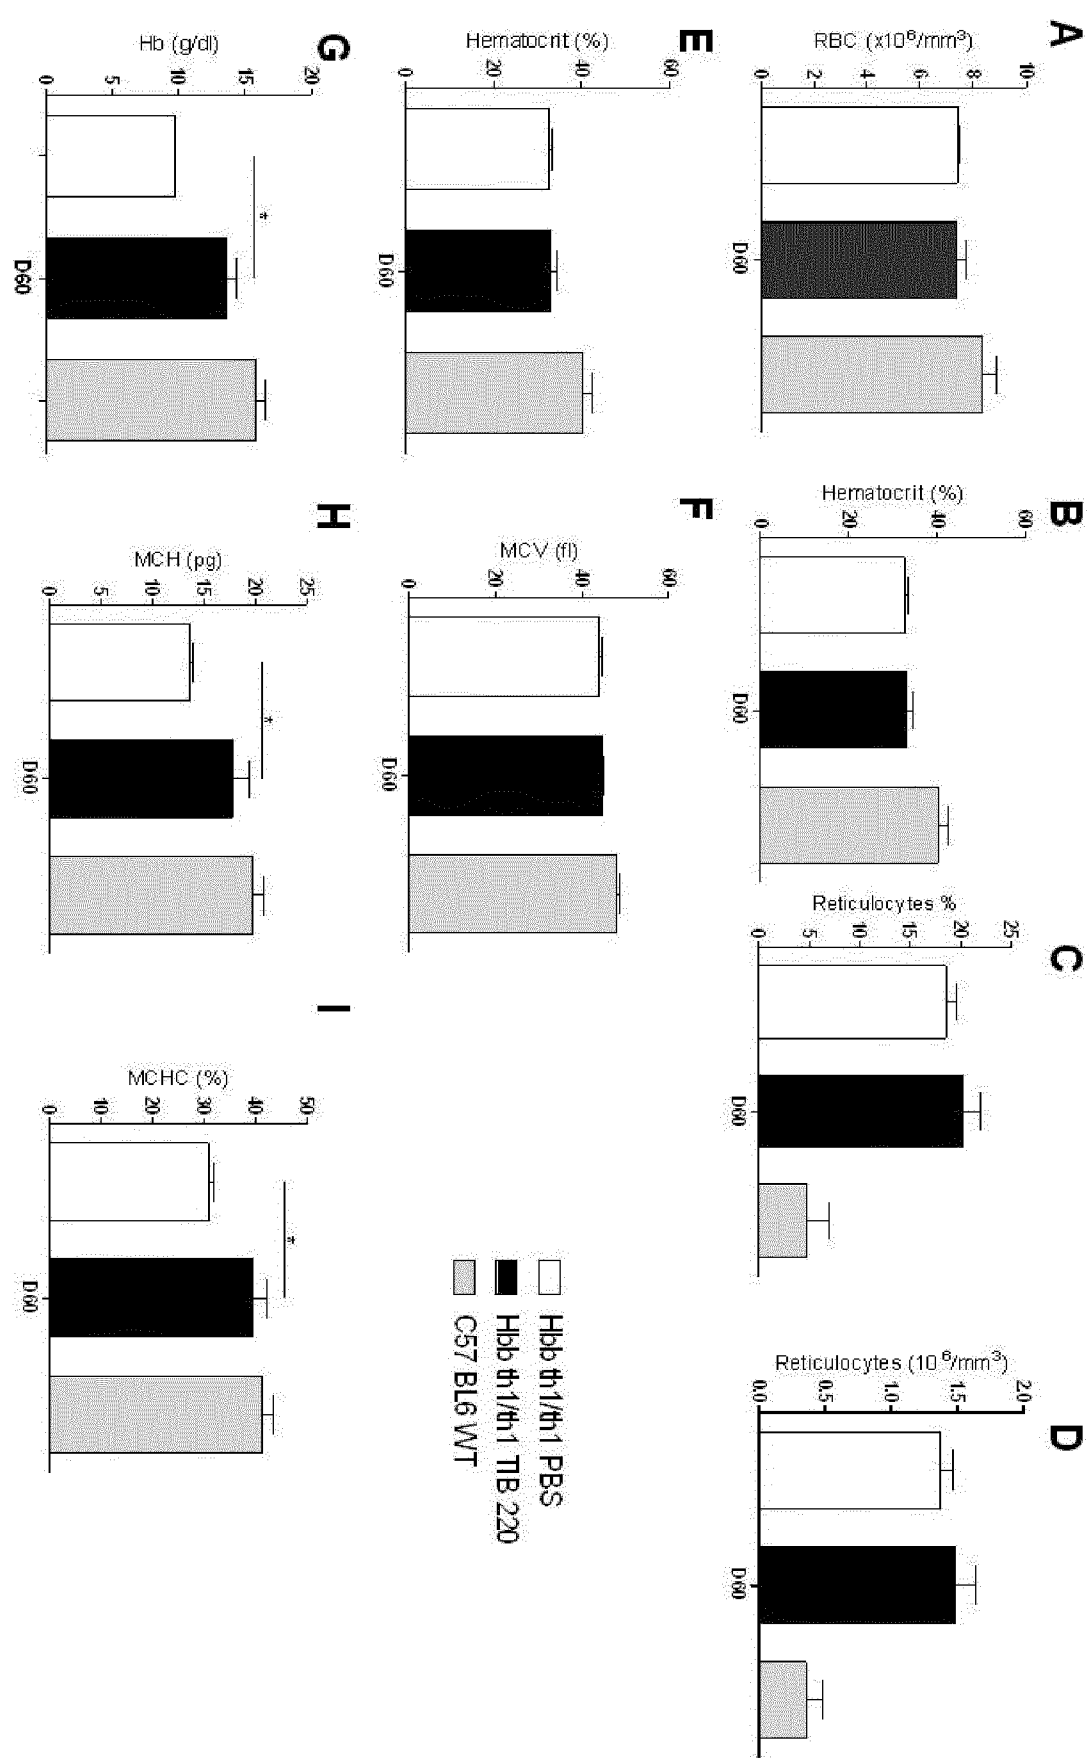 A
RBC (x10⁶/mm³)
0 2 4 6 8 10
D60
B
Hematocrit (%)
0 20 40 60
D60
C
Reticulocytes %
0 5 10 15 20 25
D60
D
Reticulocytes (10⁶/mm³)
0.0 0.5 1.0 1.5 2.0
D60
E
Hematocrit (%)
0 20 40 60
D60
F
MCV (fl)
0 20 40 60
D60
Hbb th1/th1 PBS
Hbb th1/th1 TIB 220
C57 BL6 WT
G
Hb (g/dl)
0 5 10 15 20
*
D60
H
MCH (pg)
0 5 10 15 20 25
*
D60
I
MCHC (%)
0 10 20 30 40 50
*
D60